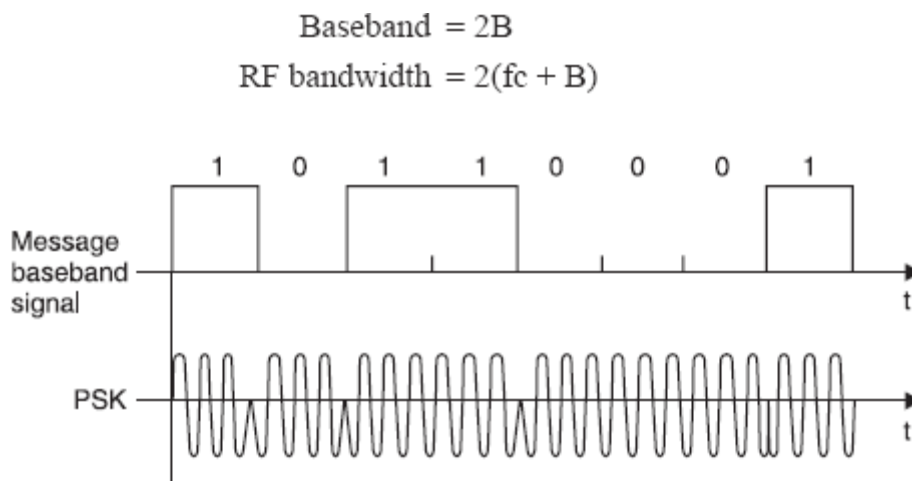 Baseband = 2B
RF bandwidth = 2(fc + B)
1 0 1 1 0 0 0 1
Message
baseband
signal
t
PSK
t